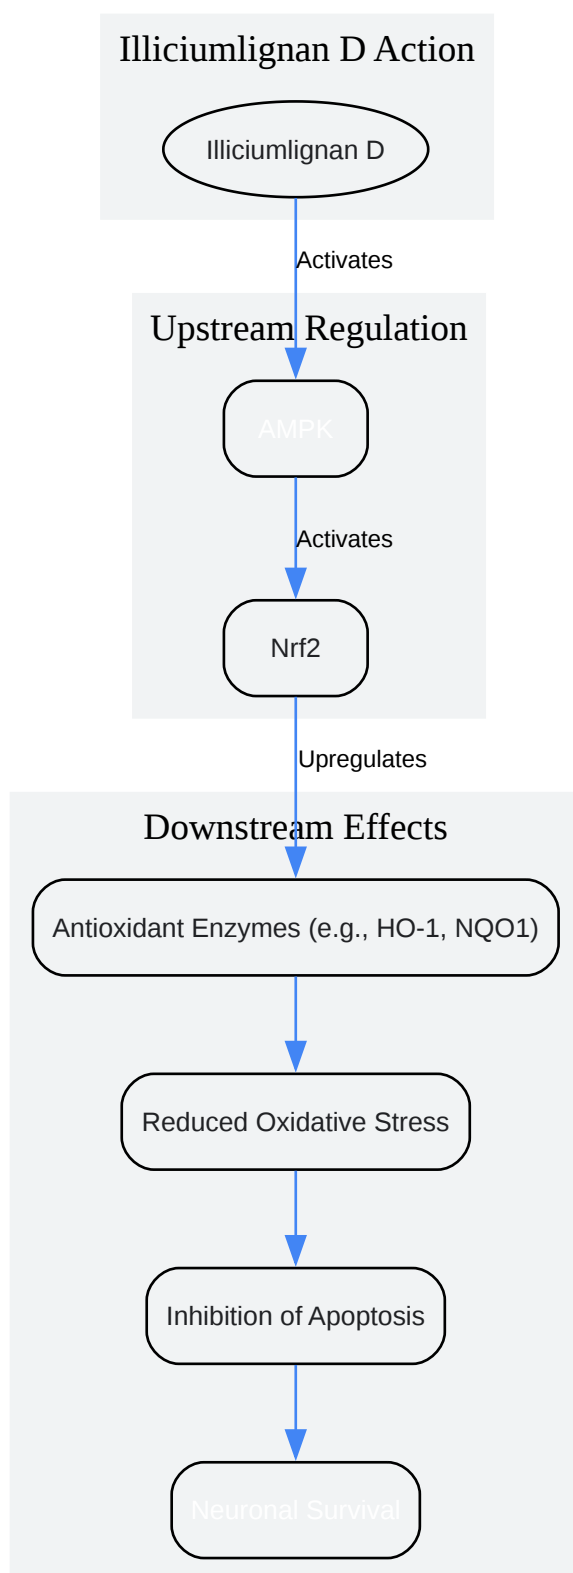 Illiciumlignan D Action
Illiciumlignan D
Activates
Upstream Regulation
AMPK
Activates
Nrf2
Upregulates
Downstream Effects
Antioxidant Enzymes (e.g., HO-1, NQO1)
Reduced Oxidative Stress
Inhibition of Apoptosis
Neuronal Survival